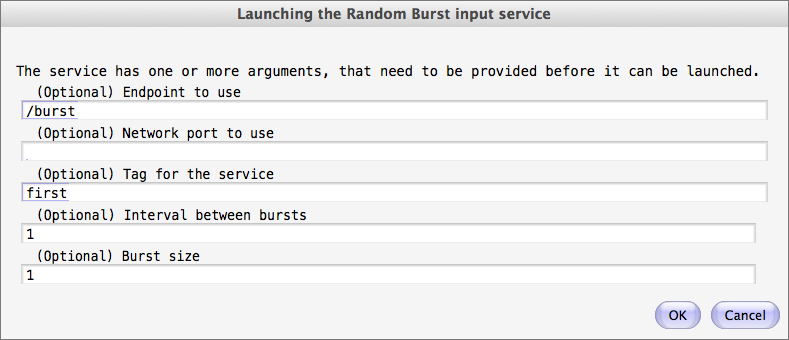 Launching the Random Burst input service
The service has one or more arguments, that need to be provided before it can be launched.
(Optional) Endpoint to use
/burst
(Optional) Network port to use
(Optional) Tag for the service
first
(Optional) Interval between bursts
1
(Optional) Burst size
1
OK
Cancel